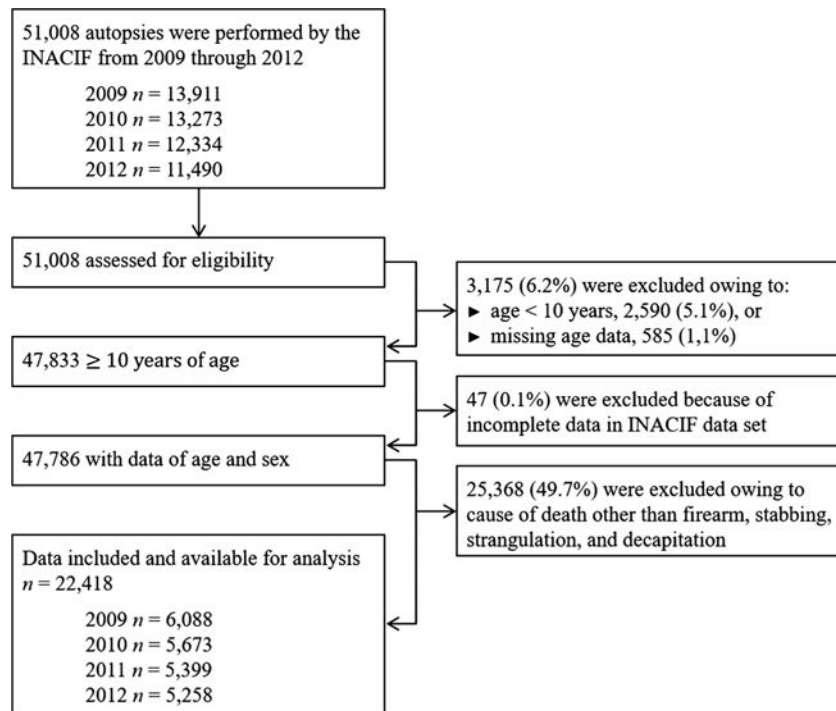 51,008 autopsies were performed by the
INACIF from 2009 through 2012
2009 n = 13,911
2010 n = 13,273
2011 n = 12,334
2012 n = 11,490
51,008 assessed for eligibility
3,175 (6.2%) were excluded owing to:
► age < 10 years, 2,590 (5.1%), or
► missing age data, 585 (1,1%)
47,833 ≥ 10 years of age
47 (0.1%) were excluded because of
incomplete data in INACIF data set
47,786 with data of age and sex
25,368 (49.7%) were excluded owing to
cause of death other than firearm, stabbing,
strangulation, and decapitation
Data included and available for analysis
n = 22,418
2009 n = 6,088
2010 n = 5,673
2011 n = 5,399
2012 n = 5,258